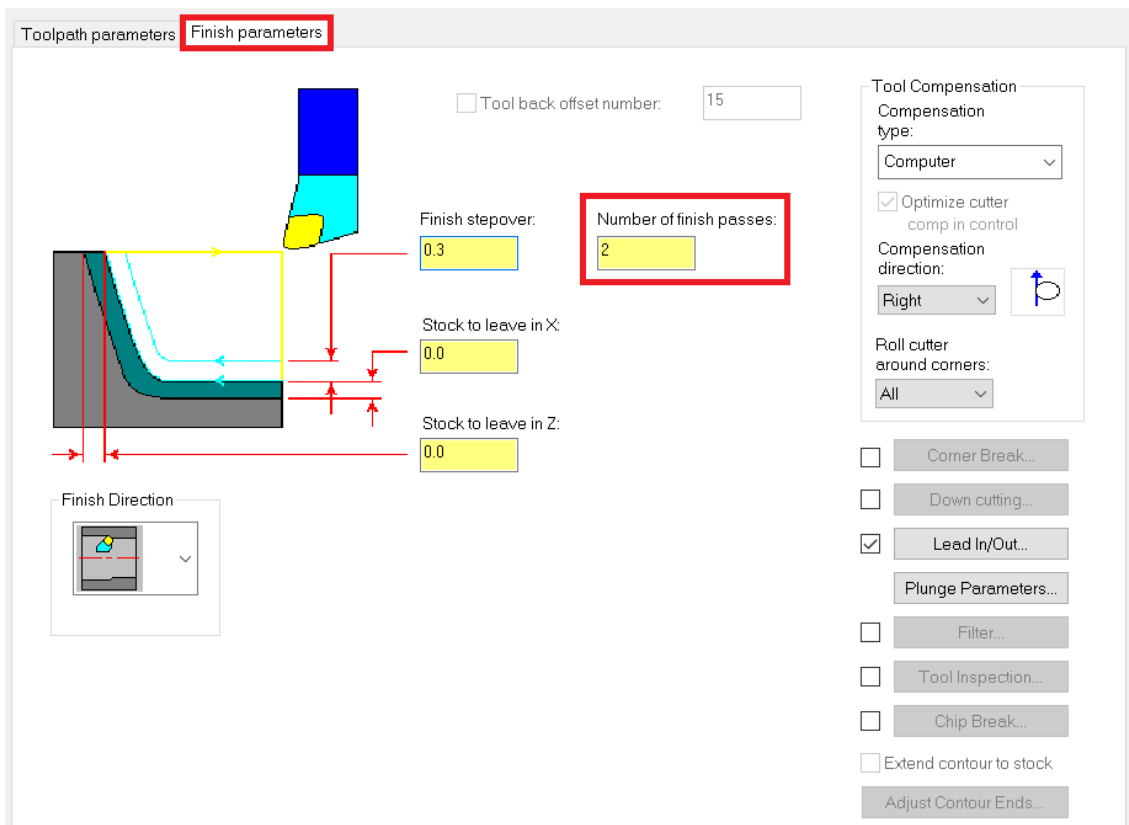 Toolpath parameters
Finish parameters
Tool back offset number:
15
Finish stepover:
0.3
Number of finish passes:
2
Stock to leave in X:
0.0
Stock to leave in Z:
0.0
Finish Direction
Tool Compensation
Compensation
type:
Computer
Optimize cutter
comp in control
Compensation
direction:
Right
Roll cutter
around corners:
All
Corner Break...
Down cutting...
Lead In/Out...
Plunge Parameters...
Filter...
Tool Inspection...
Chip Break...
Extend contour to stock
Adjust Contour Ends...